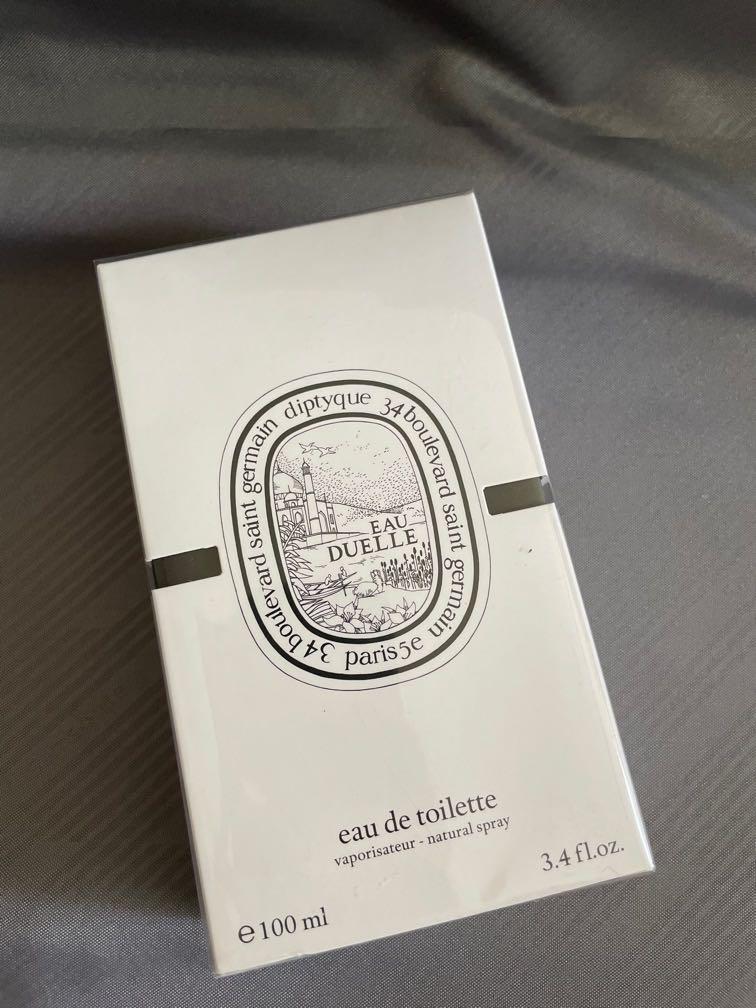 diptyque 34 boulevard saint germain paris5e 34 boulevard saint germain
EAU
DUELLE
eau de toilette
vaporisateur - natural spray
3.4 fl.oz.
e 100 ml